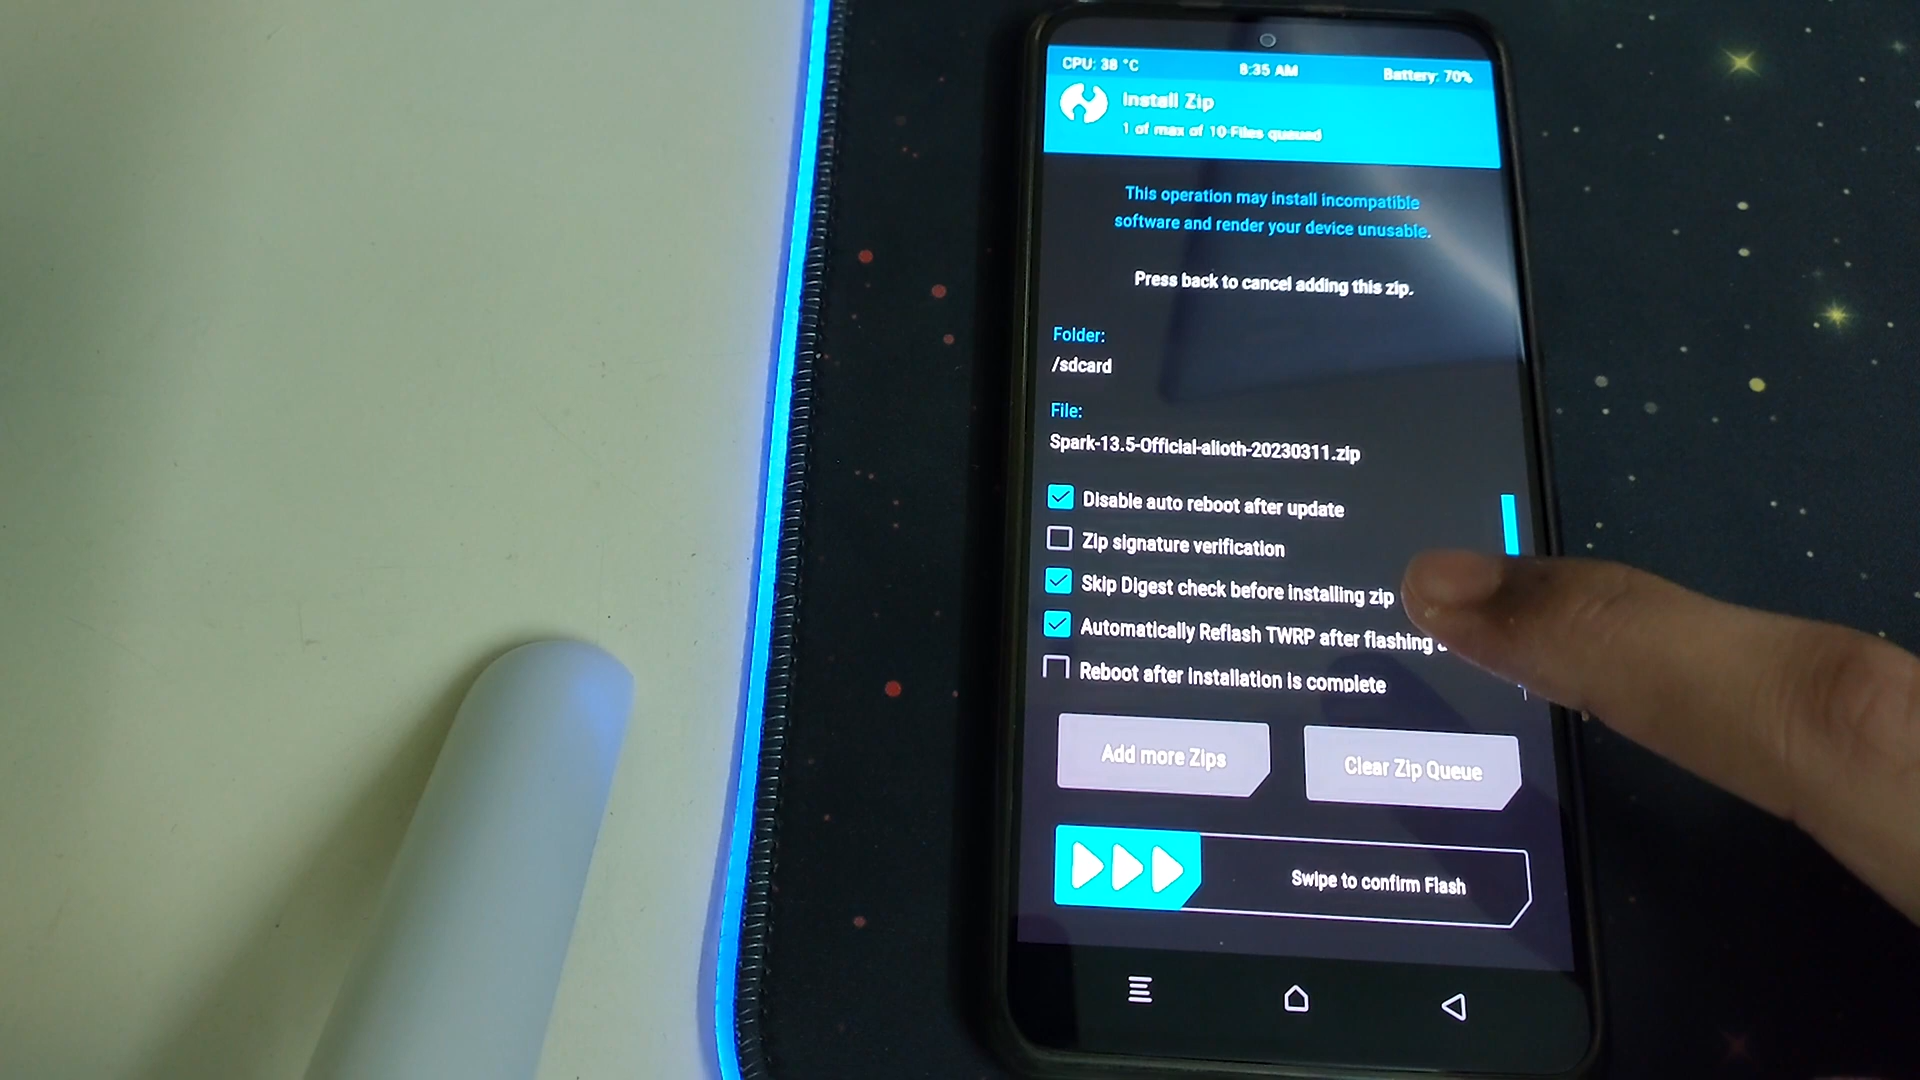 CPU: 38 °C
8:35 AM
Battery: 70%
Install Zip
1 of max of 10 Files queued
This operation may install incompatible
software and render your device unusable.
Press back to cancel adding this zip.
Folder:
/sdcard
File:
Spark-13.5-Official-alioth-20230311.zip
Disable auto reboot after update
Zip signature verification
Skip Digest check before installing zip
Automatically Reflash TWRP after flashing
Reboot after installation is complete
Add more Zips
Clear Zip Queue
Swipe to confirm Flash